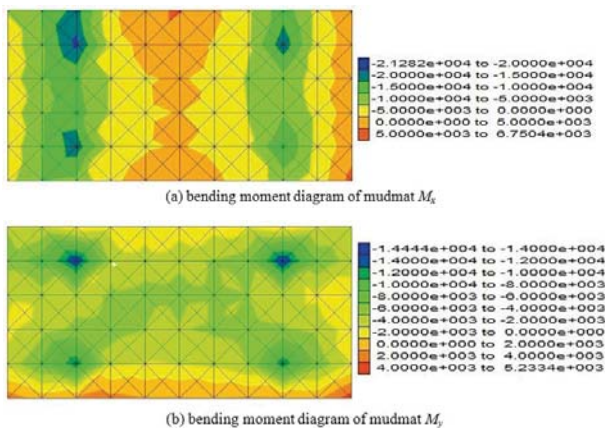 -2.1282e+004 to -2.0000e+004
-2.0000e+004 to -1.5000e+004
-1.5000e+004 to -1.0000e+004
-1.0000e+004 to -5.0000e+003
-5.0000e+003 to 0.0000e+000
0.0000e+000 to 5.0000e+003
5.0000e+003 to 6.7504e+003
(a) bending moment diagram of mudmat Mx
-1.4444e+004 to -1.4000e+004
-1.4000e+004 to -1.2000e+004
-1.2000e+004 to -1.0000e+004
-1.0000e+004 to -8.0000e+003
-8.0000e+003 to -6.0000e+003
-6.0000e+003 to -4.0000e+003
-4.0000e+003 to -2.0000e+003
-2.0000e+003 to 0.0000e+000
0.0000e+000 to 2.0000e+003
2.0000e+003 to 4.0000e+003
4.0000e+003 to 5.2334e+003
(b) bending moment diagram of mudmat My